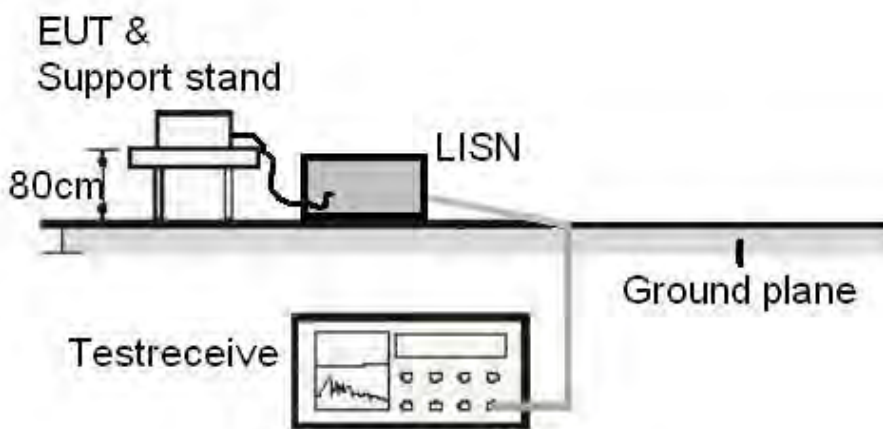 EUT &
Support stand
LISN
80cm
Ground plane
Testreceive